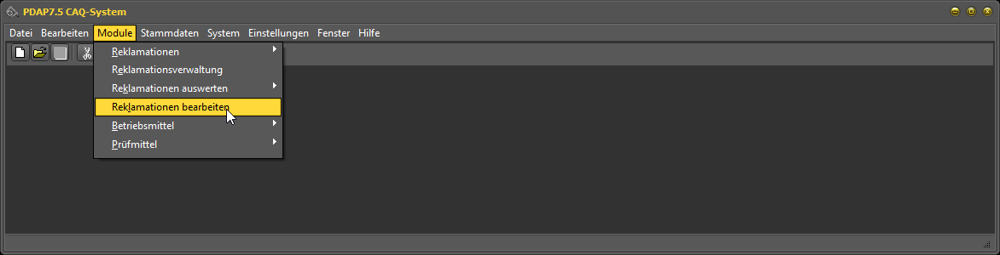 PDAP7.5 CAQ-System
Datei Bearbeiten Module Stammdaten System Einstellungen Fenster Hilfe
Reklamationen
Reklamationsverwaltung
Reklamationen auswerten
Reklamationen bearbeiten
Betriebsmittel
Prüfmittel